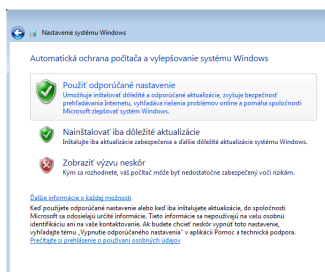 Nastavenie systému Windows
Automatická ochrana počítača a vylepšovanie systému Windows
Použiť odporúčané nastavenie
Umožňuje inštalovať dôležité a odporúčané aktualizácie, zvyšuje bezpečnosť
prehľadávania Internetu, vyhľadáva riešenia problémov online a pomáha spoločnosti
Microsoft zlepšovať systém Windows.
Nainštalovať iba dôležité aktualizácie
Inštalujte iba aktualizácie zabezpečenia a ďalšie dôležité aktualizácie systému Windows.
Zobraziť výzvu neskôr
Kým sa rozhodnete, váš počítač môže byť nedostatočne zabezpečený voči rizikám.
Ďalšie informácie o každej možnosti
Keď použijete odporúčané nastavenie alebo keď iba inštalujete aktualizácie, do spoločnosti
Microsoft sa odosielajú určité informácie. Tieto informácie sa nepoužívajú na vašu osobnú
identifikáciu ani na vaše kontaktovanie. Ak budete chcieť neskôr vypnúť toto nastavenie,
vyhľadajte tému „Vypnutie odporúčaného nastavenia" v aplikácii Pomoc a technická podpora.
Prečítajte si prehlásenie o používaní osobných údajov